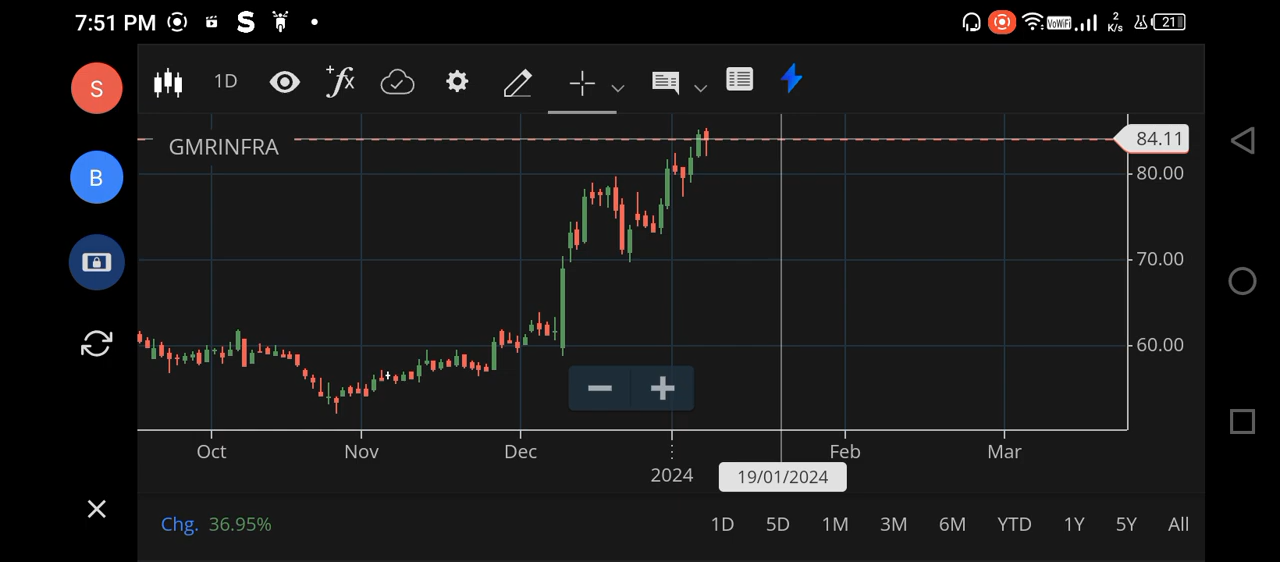 7:51 PM S VoWiFi 2 K/s 21
S 1D fx
GMRINFRA 84.11
80.00
B
70.00
60.00
Oct Nov Dec Feb Mar
2024 19/01/2024
Chg. 36.95% 1D 5D 1M 3M 6M YTD 1Y 5Y All